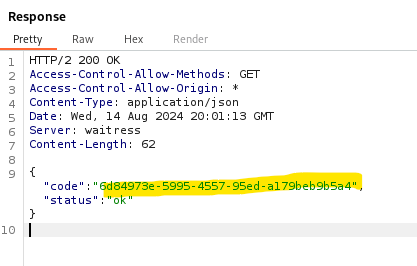 Response
Pretty Raw Hex Render
1 HTTP/2 200 OK
2 Access-Control-Allow-Methods: GET
3 Access-Control-Allow-Origin: *
4 Content-Type: application/json
5 Date: Wed, 14 Aug 2024 20:01:13 GMT
6 Server: waitress
7 Content-Length: 62
8
9 {
"code":"6d84973e-5995-4557-95ed-a179beb9b5a4",
"status":"ok"
}
10